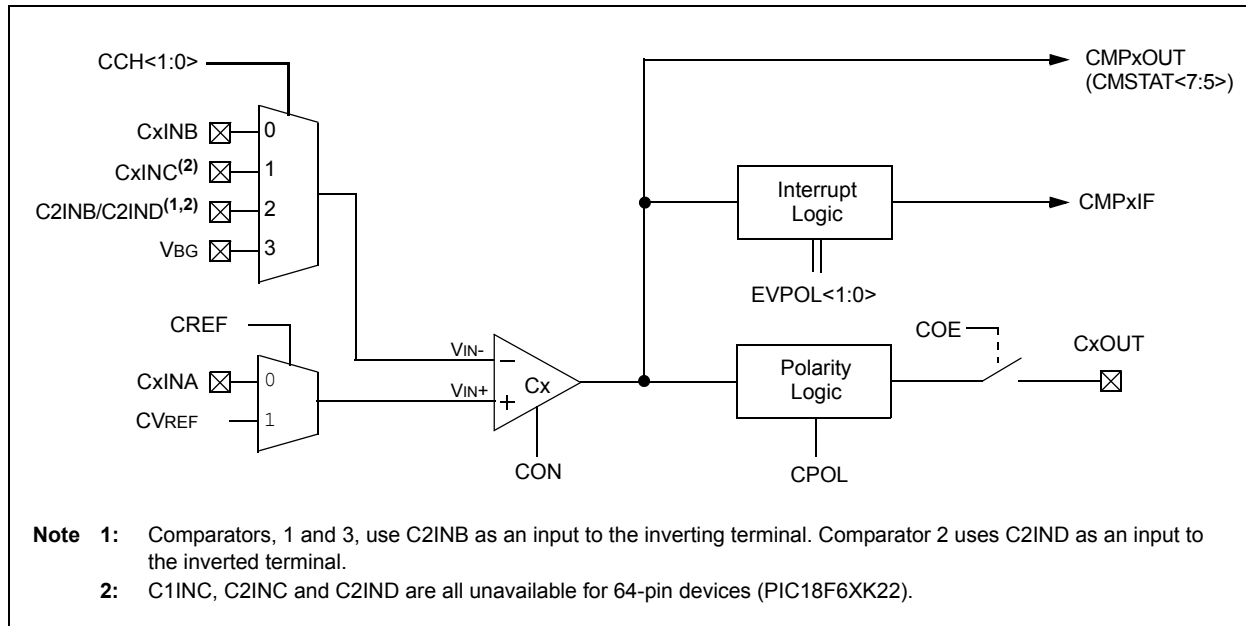 CCH<1:0>
CMPxOUT
(CMSTAT<7:5>)
CxINB
0
CxINC(2)
1
C2INB/C2IND(1,2)
2
VBG
3
Interrupt
Logic
CMPxIF
EVPOL<1:0>
CREF
COE
CxOUT
CxINA
0
CVREF
1
VIN-
–
VIN+
+
Cx
Polarity
Logic
CON
CPOL
Note 1: Comparators, 1 and 3, use C2INB as an input to the inverting terminal. Comparator 2 uses C2IND as an input to
the inverted terminal.
2: C1INC, C2INC and C2IND are all unavailable for 64-pin devices (PIC18F6XK22).